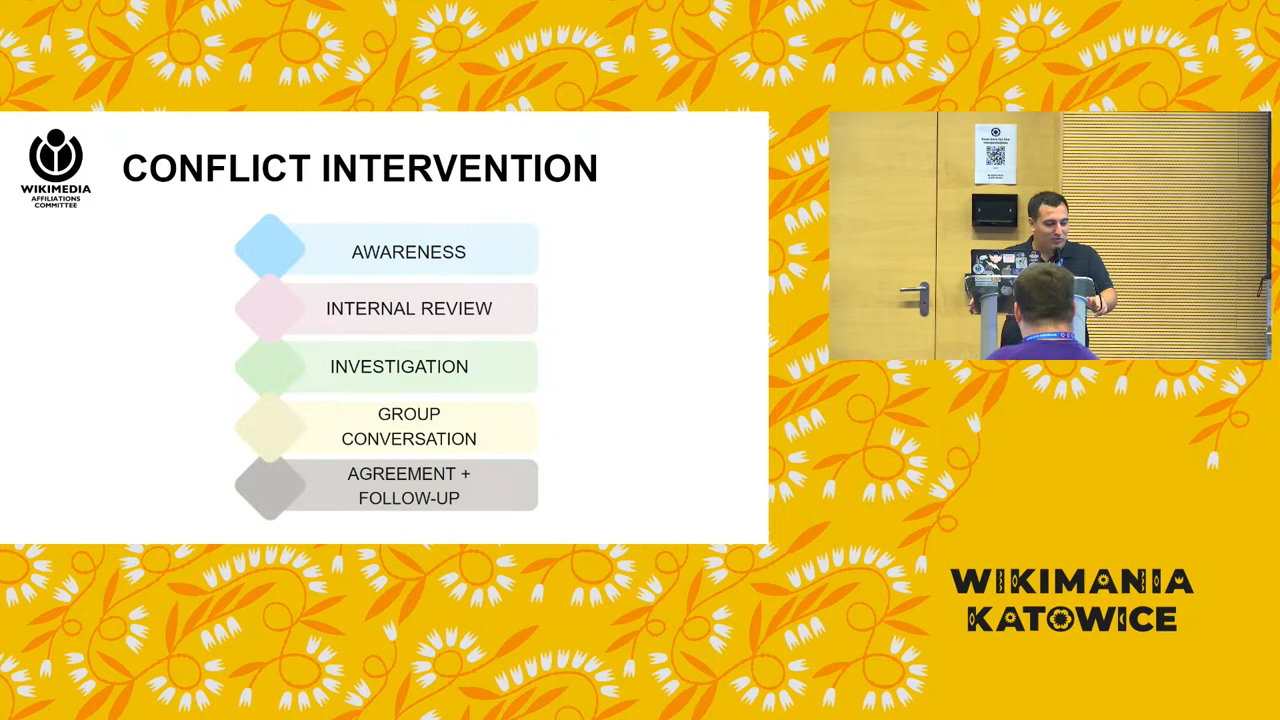 WIKIMEDIA
AFFILIATIONS
COMMITTEE
CONFLICT INTERVENTION
AWARENESS
INTERNAL REVIEW
INVESTIGATION
GROUP
CONVERSATION
AGREEMENT +
FOLLOW-UP
WIKIMANIA
KATOWICE